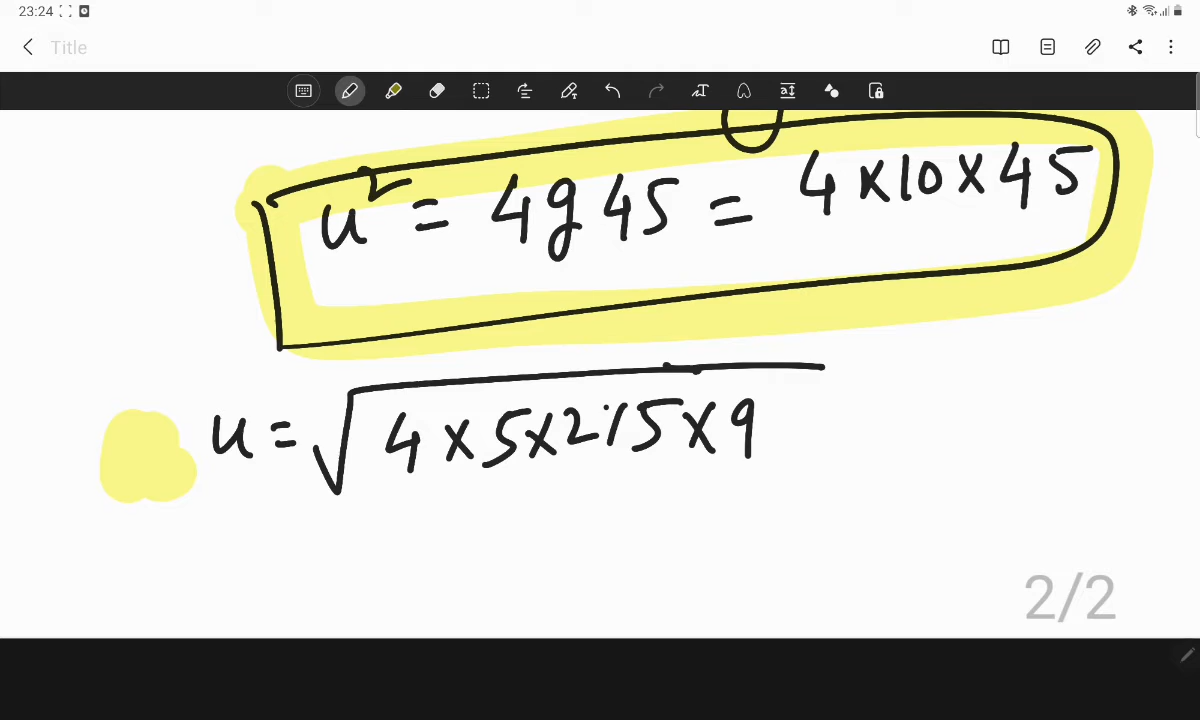 23:24
Title
u² = 4g45 = 4×10×45
u = √4×5×2×5×9
2/2